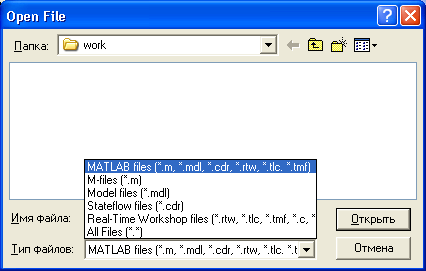 Open File
Папка: work
MATLAB files (*.m, *.mdl, *.cdr, *.rtw, *.tlc. *.tmf)
M-files (*.m)
Model files (*.mdl)
Stateflow files (*.cdr)
Real-Time Workshop files (*.rtw, *.tlc, *.tmf, *.c, *
All Files (*.*)
Имя файла: Открыть
Тип файлов: MATLAB files (*.m, *.mdl, *.cdr, *.rtw, *.tlc. *.t Отмена